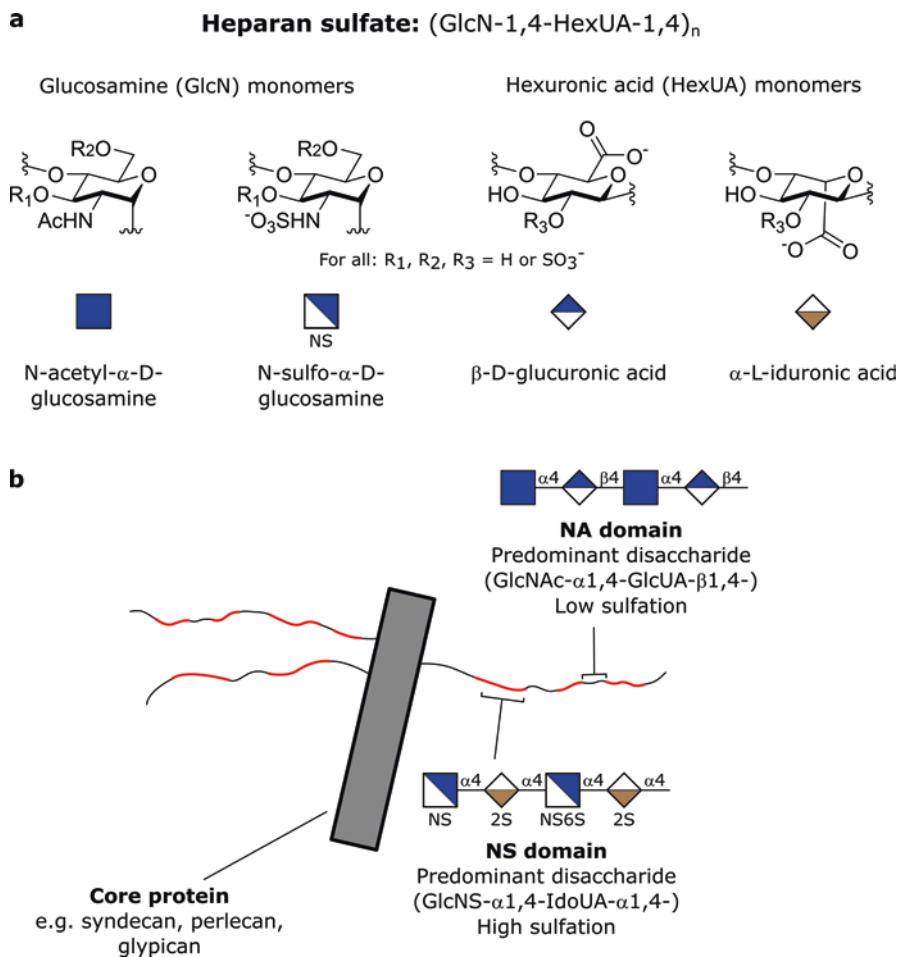 a
Heparan sulfate: (GlcN-1,4-HexUA-1,4)n
Glucosamine (GlcN) monomers
Hexuronic acid (HexUA) monomers
R2O O O R1O AcHN
R2O O O R1O -O3SHN
O O- O O HO R3O
O O HO R3O -O O
For all: R1, R2, R3 = H or SO3-
NS
N-acetyl-α-D-
glucosamine
N-sulfo-α-D-
glucosamine
β-D-glucuronic acid
α-L-iduronic acid
b
α4 β4 α4 β4
NA domain
Predominant disaccharide
(GlcNAc-α1,4-GlcUA-β1,4-)
Low sulfation
α4 α4 α4 α4
NS 2S NS6S 2S
NS domain
Predominant disaccharide
(GlcNS-α1,4-IdoUA-α1,4-)
High sulfation
Core protein
e.g. syndecan, perlecan,
glypican